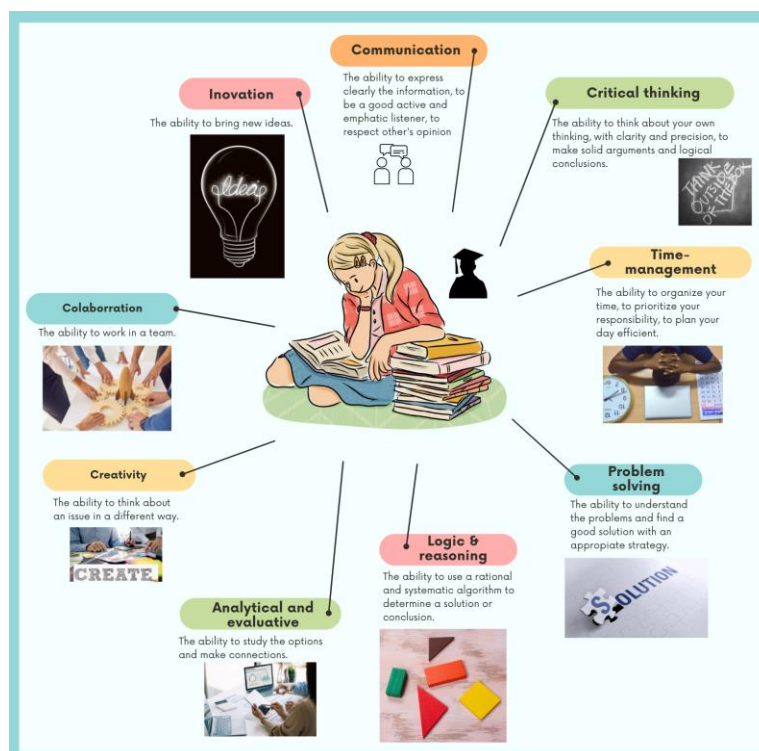 Communication
The ability to express
clearly the information, to
be a good active and
emphatic listener, to
respect other's opinion
Inovation
The ability to bring new ideas.
Idea
Critical thinking
The ability to think about your own
thinking, with clarity and precision, to
make solid arguments and logical
conclusions.
THINK
OUTSIDE
OF THE BOX
Time-
management
The ability to organize your
time, to prioritize your
responsibility, to plan your
day efficient.
Colaborration
The ability to work in a team.
Creativity
The ability to think about
an issue in a different way.
CREATE
Problem
solving
The ability to understand
the problems and find a
good solution with an
appropiate strategy.
SOLUTION
Logic &
reasoning
The ability to use a rational
and systematic algorithm to
determine a solution or
conclusion.
Analytical and
evaluative
The ability to study the options
and make connections.